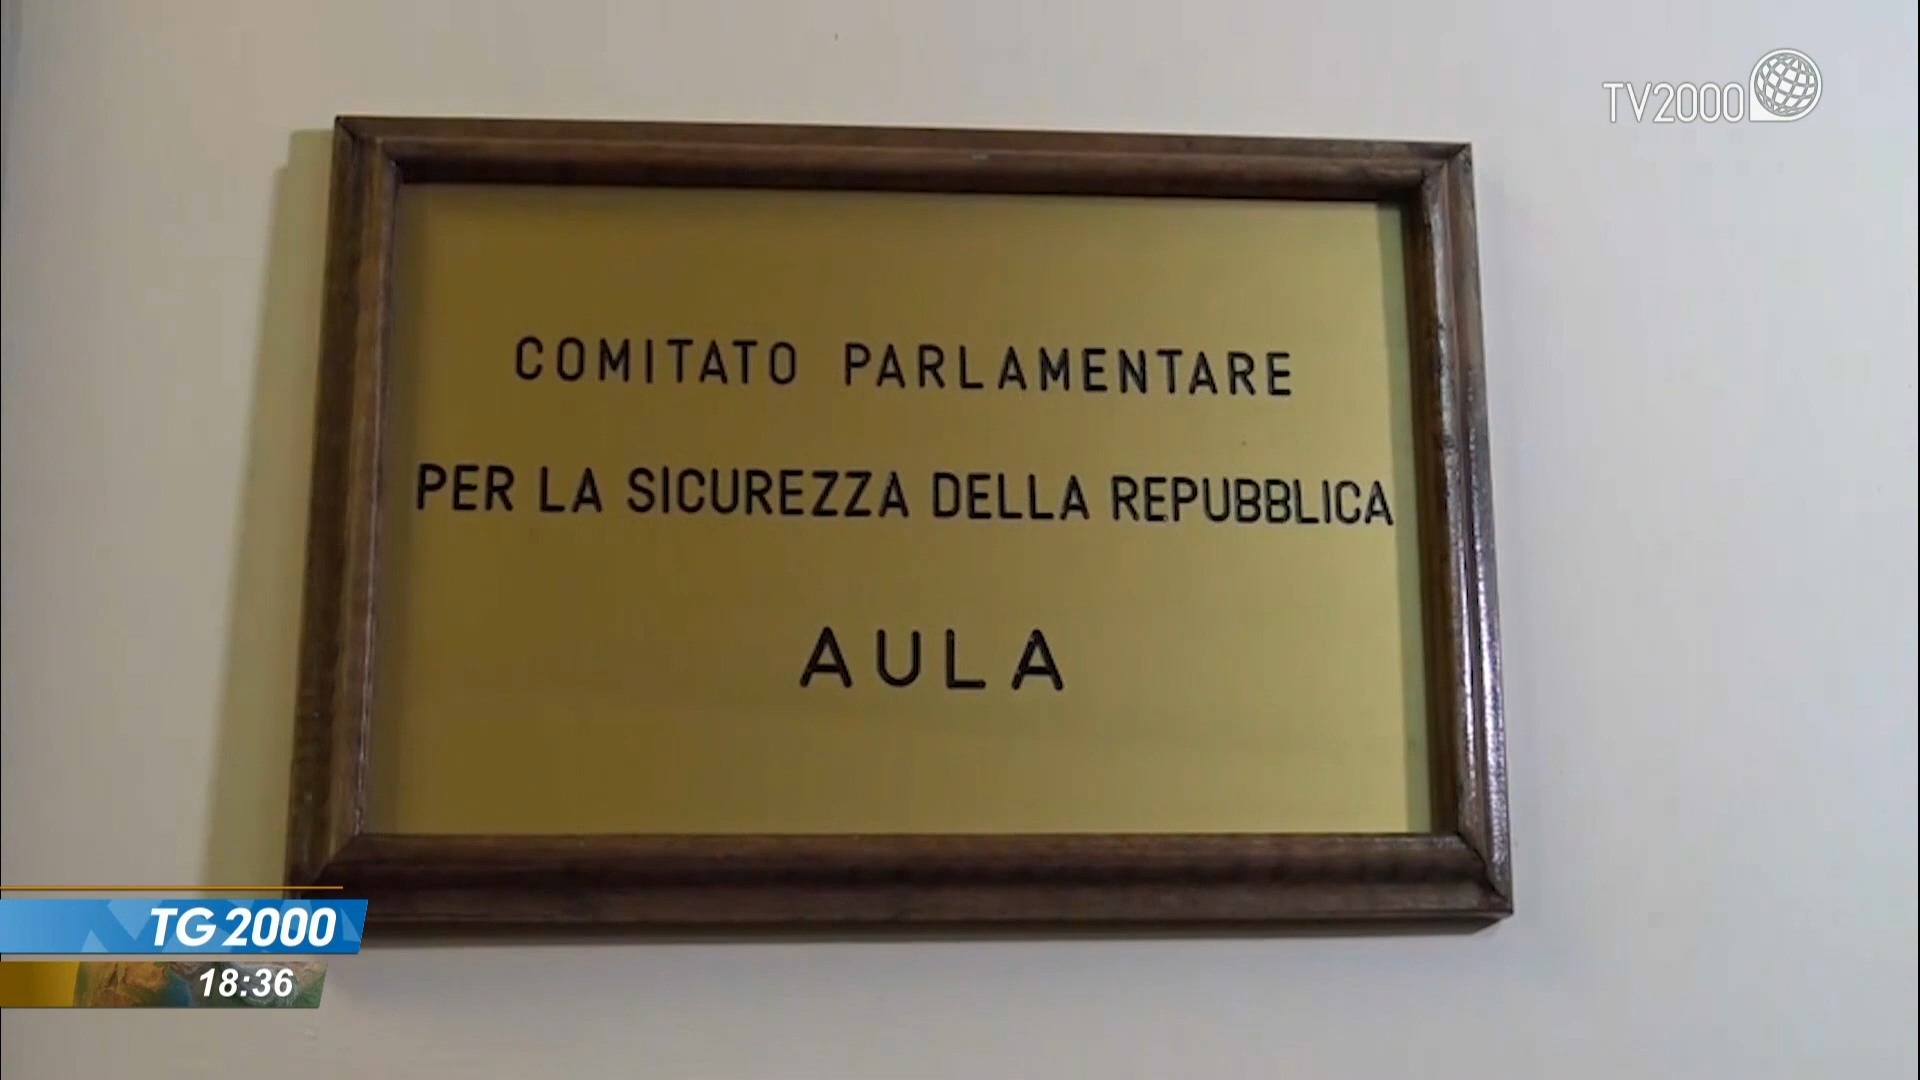 TV2000
COMITATO PARLAMENTARE
PER LA SICUREZZA DELLA REPUBBLICA
AULA
TG 2000
18:36